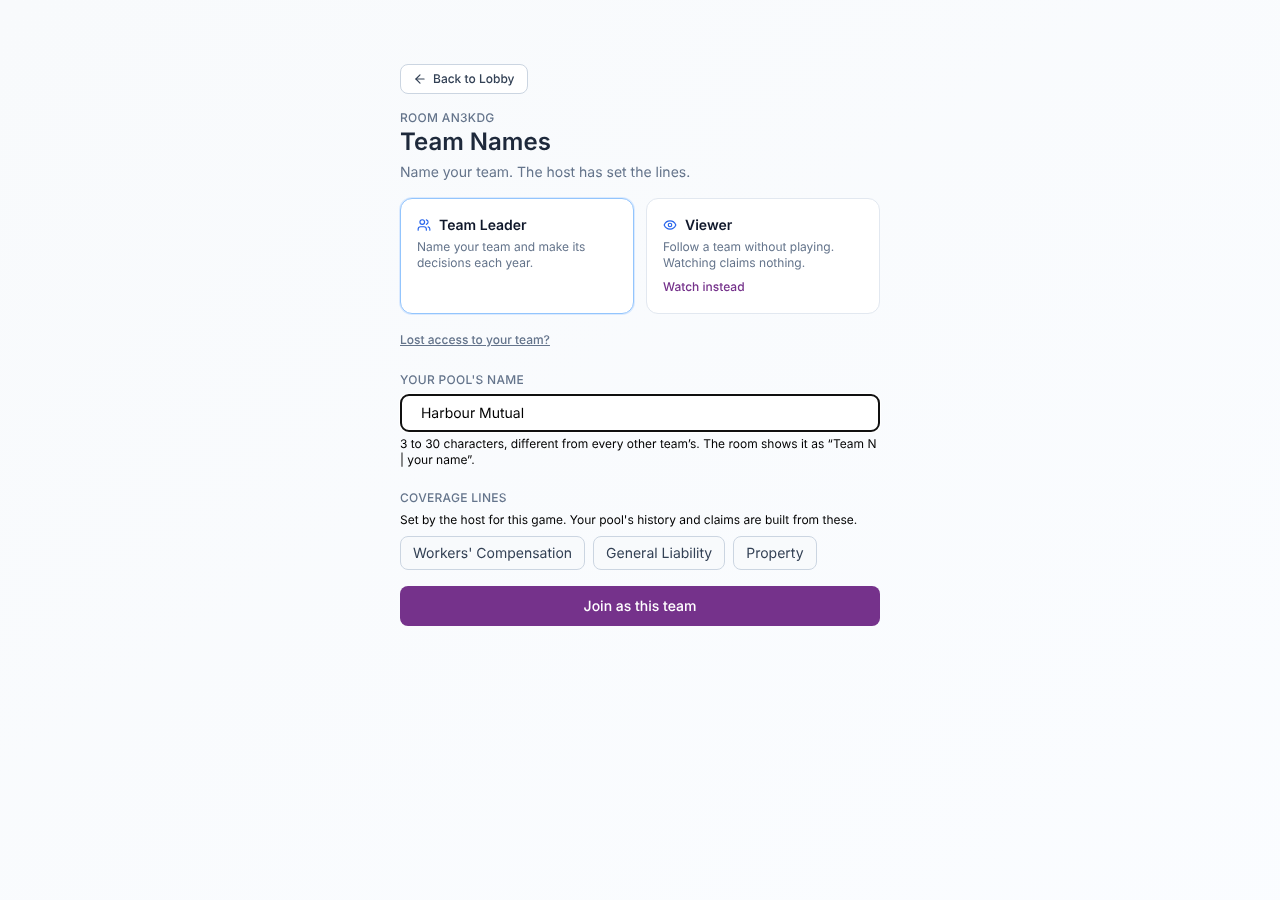 Back to Lobby
ROOM AN3KDG
Team Names
Name your team. The host has set the lines.
Team Leader
Name your team and make its
decisions each year.
Viewer
Follow a team without playing.
Watching claims nothing.
Watch instead
Lost access to your team?
YOUR POOL'S NAME
Harbour Mutual
3 to 30 characters, different from every other team’s. The room shows it as “Team N
| your name”.
COVERAGE LINES
Set by the host for this game. Your pool's history and claims are built from these.
Workers' Compensation
General Liability
Property
Join as this team